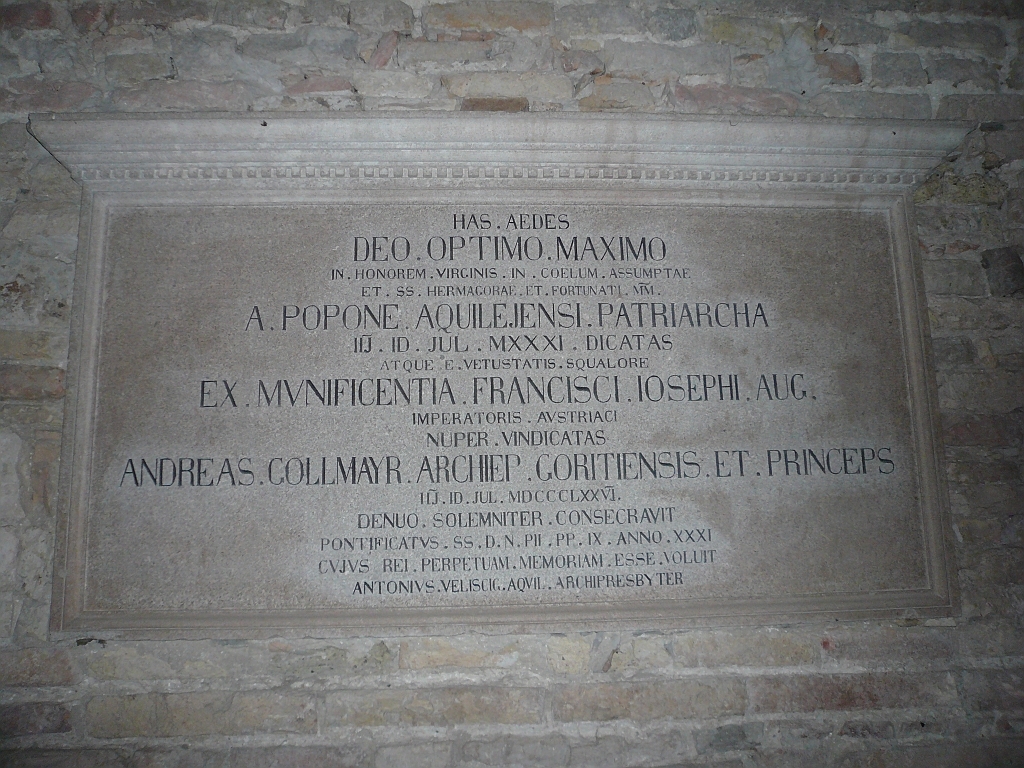 HAS . AEDES
DEO . OPTIMO . MAXIMO
IN . HONOREM . VIRGINIS . IN . COELUM . ASSUMPTAE
ET . SS . HERMAGORAE . ET . FORTUNATI . MM .
A . POPONE . AQUILEJENSI . PATRIARCHA
IIJ . ID . JUL . MXXXI . DICATAS
ATQUE . E . VETUSTATIS . SQUALORE
EX . MVNIFICENTIA . FRANCISCI . IOSEPHI . AUG .
IMPERATORIS . AVSTRIACI
NUPER . VINDICATAS
ANDREAS . GOLLMAYR . ARCHIEP . GORITIENSIS . ET . PRINCEPS
IIJ . ID . JUL . MDCCCLXXVI .
DENUO . SOLEMNITER . CONSECRAVIT
PONTIFICATVS . SS . D . N . PII . PP . IX . ANNO . XXXI
CVJVS . REI . PERPETUAM . MEMORIAM . ESSE . VOLUIT
ANTONIVS . VELISCIG . AQVIL . ARCHIPRESBYTER